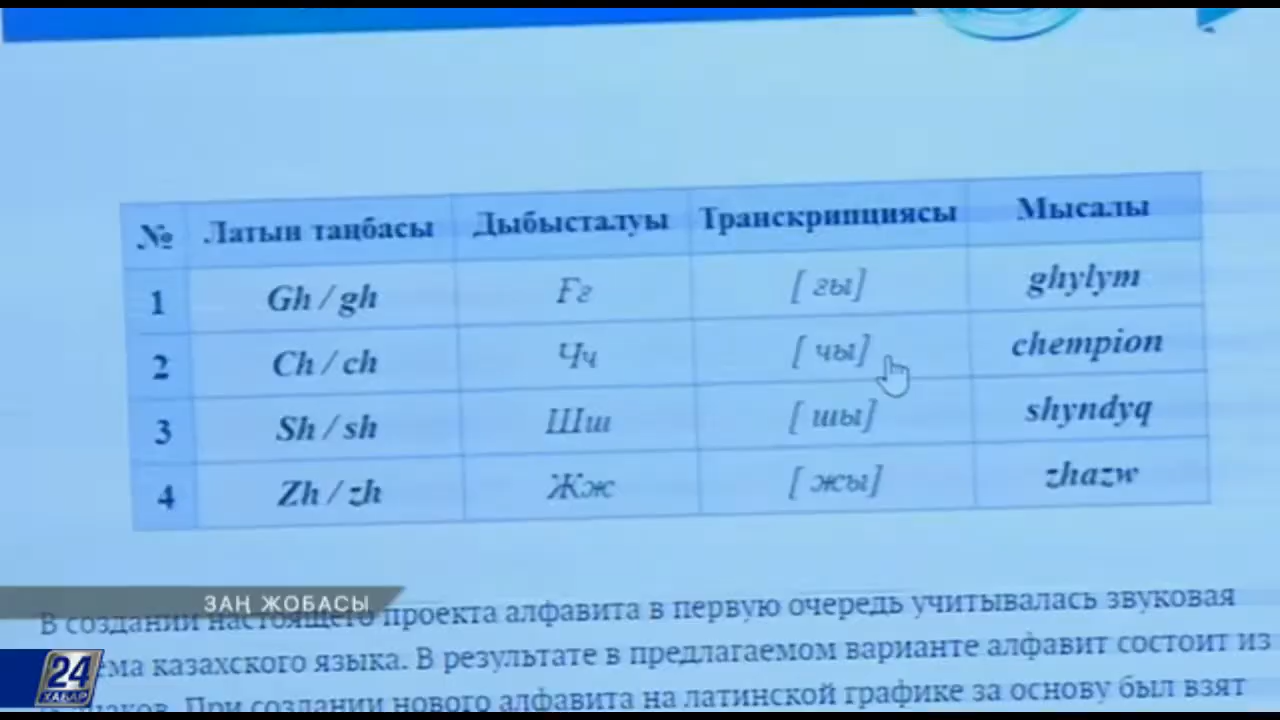 № Латын таңбасы Дыбысталуы Транскрипциясы Мысалы
1 Gh / gh Ғғ [ ғы] ghylym
2 Ch / ch Чч [ чы] chempion
3 Sh / sh Шш [ шы] shyndyq
4 Zh / zh Жж [ жы] zhazw
ЗАҢ ЖОБАСЫ
В создании настоящего проекта алфавита в первую очередь учитывалась звуковая
казахского языка. В результате в предлагаемом варианте алфавит состоит из
24
ХАБАР
При создании нового алфавита на латинской графике за основу был взят